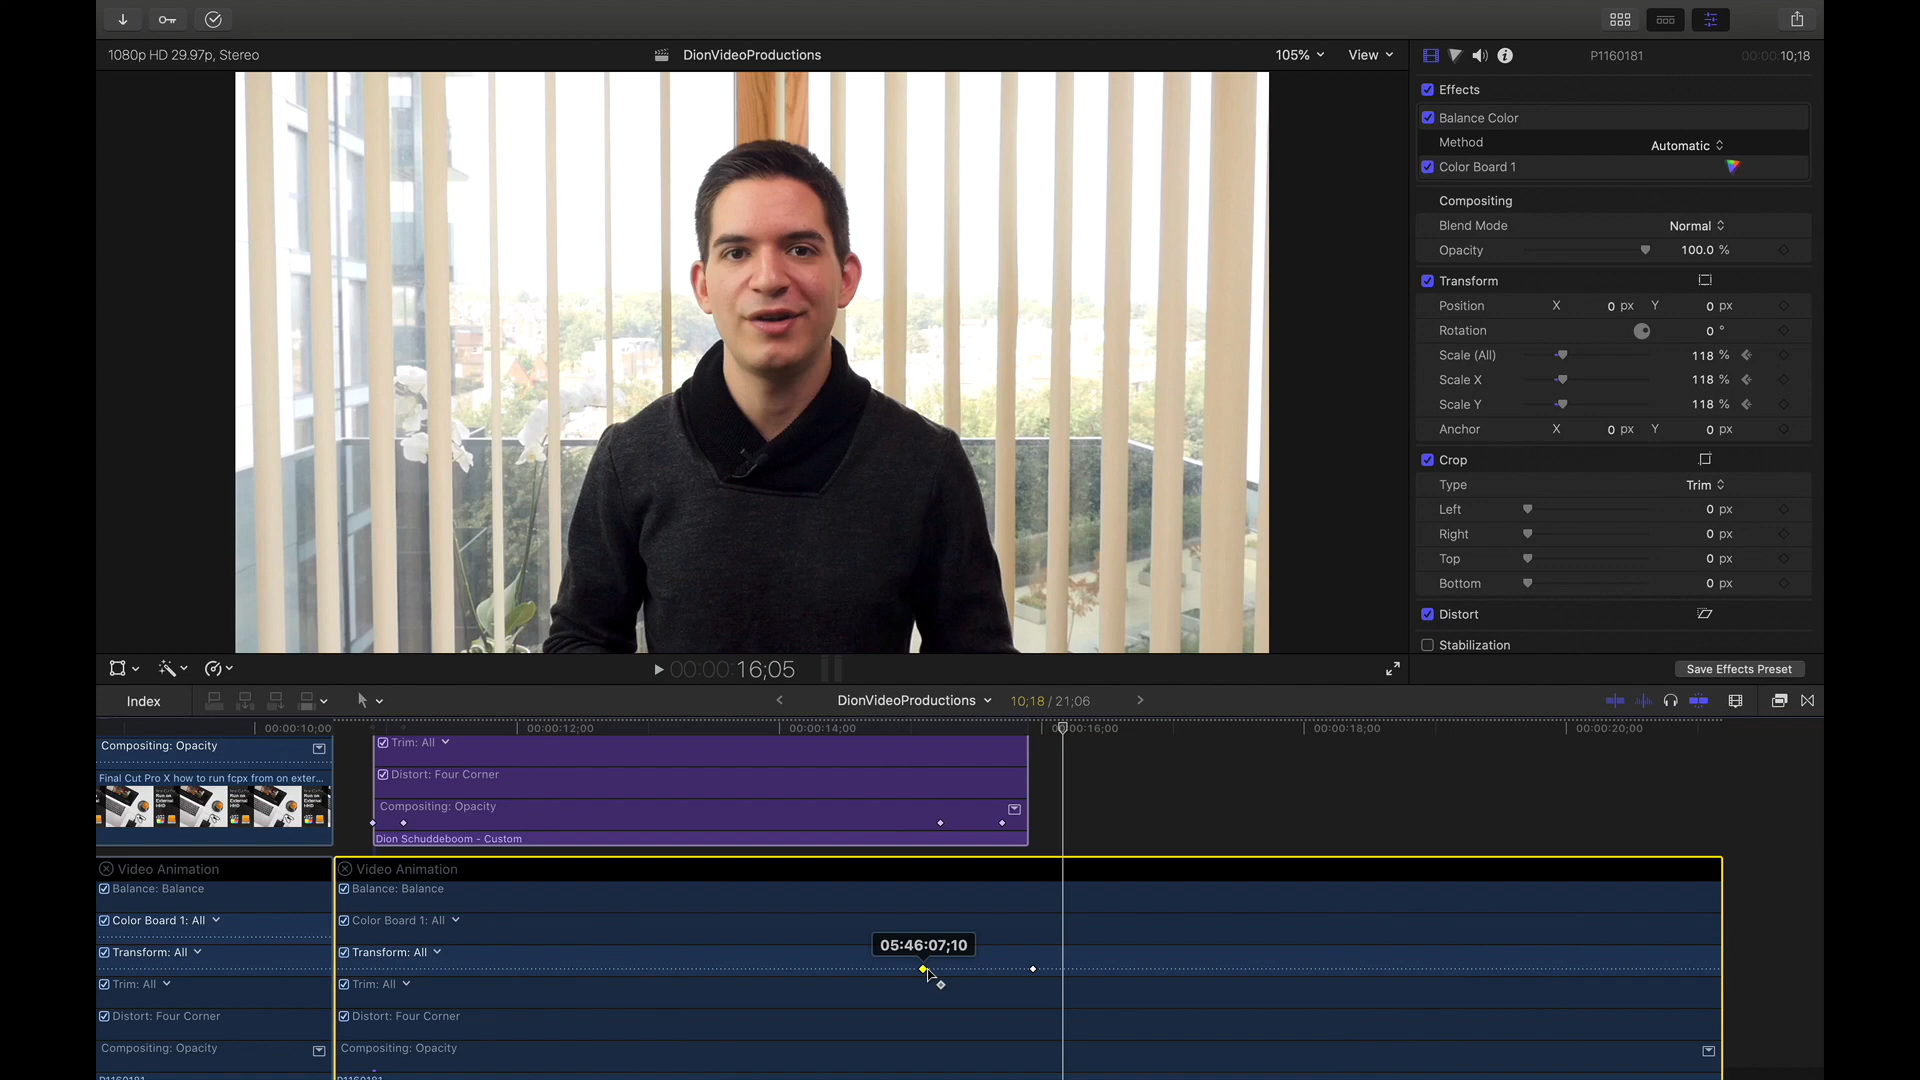 1080p HD 29.97p, Stereo
DionVideoProductions
105%
View
P1160181
00:00:10;18
Effects
Balance Color
Method
Automatic
Color Board 1
Compositing
Blend Mode
Normal
Opacity
100.0 %
Transform
Position X 0 px Y 0 px
Rotation 0 °
Scale (All) 118 %
Scale X 118 %
Scale Y 118 %
Anchor X 0 px Y 0 px
Crop
Type Trim
Left 0 px
Right 0 px
Top 0 px
Bottom 0 px
Distort
Stabilization
00:00:16;05
Save Effects Preset
Index
DionVideoProductions
10;18 / 21;06
00:00:10;00
00:00:12;00
00:00:14;00
00:00:16;00
00:00:18;00
00:00:20;00
Compositing: Opacity
Final Cut Pro X how to run fcpx from on exter...
Trim: All
Distort: Four Corner
Compositing: Opacity
Dion Schuddeboom - Custom
Video Animation
Balance: Balance
Color Board 1: All
Transform: All
Trim: All
Distort: Four Corner
Compositing: Opacity
P1160181
Video Animation
Balance: Balance
Color Board 1: All
Transform: All
05:46:07;10
Trim: All
Distort: Four Corner
Compositing: Opacity
P1160181